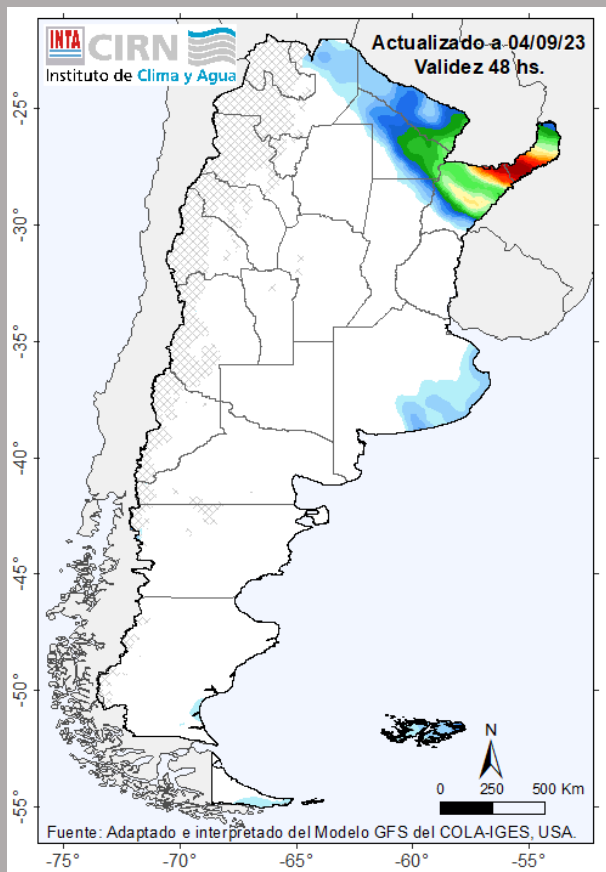 INTA CIRN
Instituto de Clima y Agua
Actualizado a 04/09/23
Validez 48 hs.
-25°
-30°
-35°
-40°
-45°
-50°
-55°
N
0 250 500 Km
Fuente: Adaptado e interpretado del Modelo GFS del COLA-IGES, USA.
-75° -70° -65° -60° -55°